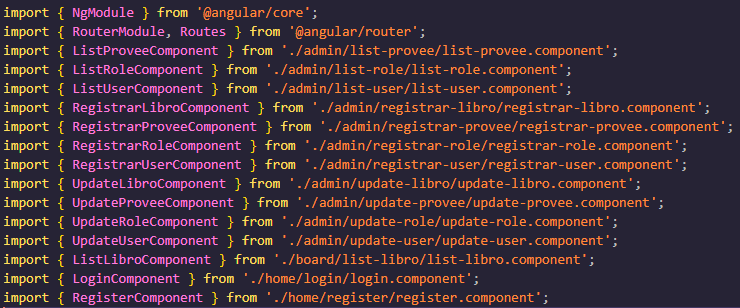 import { NgModule } from '@angular/core';
import { RouterModule, Routes } from '@angular/router';
import { ListProveeComponent } from './admin/list-provee/list-provee.component';
import { ListRoleComponent } from './admin/list-role/list-role.component';
import { ListUserComponent } from './admin/list-user/list-user.component';
import { RegistrarLibroComponent } from './admin/registrar-libro/registrar-libro.component';
import { RegistrarProveeComponent } from './admin/registrar-provee/registrar-provee.component';
import { RegistrarRoleComponent } from './admin/registrar-role/registrar-role.component';
import { RegistrarUserComponent } from './admin/registrar-user/registrar-user.component';
import { UpdateLibroComponent } from './admin/update-libro/update-libro.component';
import { UpdateProveeComponent } from './admin/update-provee/update-provee.component';
import { UpdateRoleComponent } from './admin/update-role/update-role.component';
import { UpdateUserComponent } from './admin/update-user/update-user.component';
import { ListLibroComponent } from './board/list-libro/list-libro.component';
import { LoginComponent } from './home/login/login.component';
import { RegisterComponent } from './home/register/register.component';